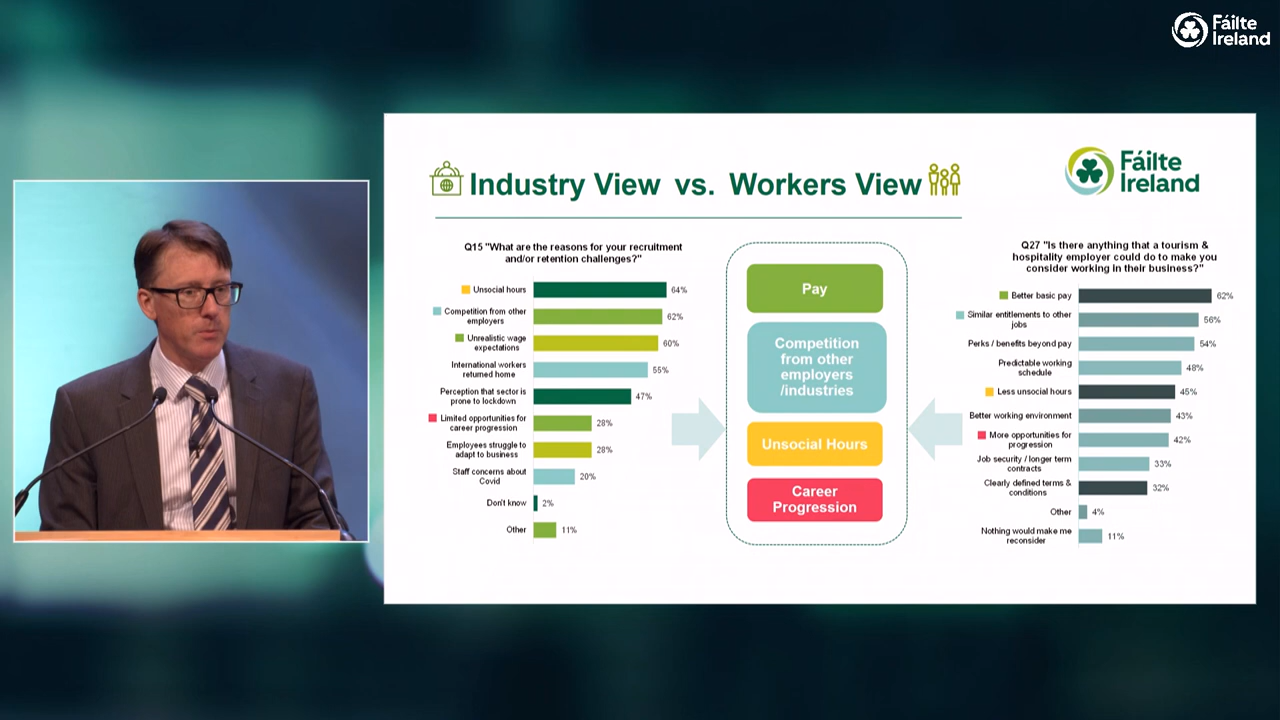 Fáilte
Ireland
Industry View vs. Workers View
Fáilte
Ireland
Q15 "What are the reasons for your recruitment
and/or retention challenges?"
Unsocial hours
64%
Competition from other
employers
62%
Unrealistic wage
expectations
60%
International workers
returned home
55%
Perception that sector is
prone to lockdown
47%
Limited opportunities for
career progression
28%
Employees struggle to
adapt to business
28%
Staff concerns about
Covid
20%
Don't know
2%
Other
11%
Pay
Competition
from other
employers
/industries
Unsocial Hours
Career
Progression
Q27 "Is there anything that a tourism &
hospitality employer could do to make you
consider working in their business?"
Better basic pay
62%
Similar entitlements to other
jobs
56%
Perks / benefits beyond pay
54%
Predictable working
schedule
48%
Less unsocial hours
45%
Better working environment
43%
More opportunities for
progression
42%
Job security / longer term
contracts
33%
Clearly defined terms &
conditions
32%
Other
4%
Nothing would make me
reconsider
11%